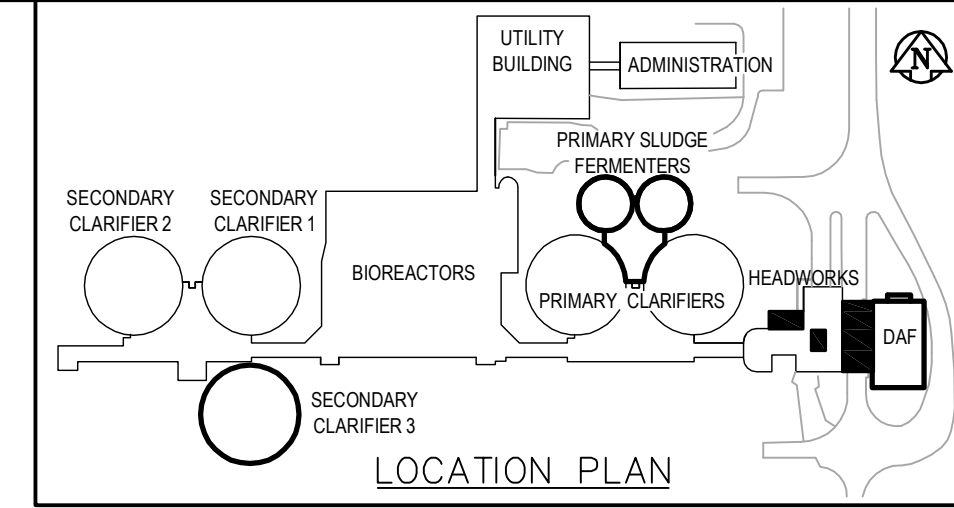 UTILITY
BUILDING
ADMINISTRATION
N
PRIMARY SLUDGE
FERMENTERS
SECONDARY
CLARIFIER 2
SECONDARY
CLARIFIER 1
BIOREACTORS
PRIMARY CLARIFIERS
HEADWORKS
DAF
SECONDARY
CLARIFIER 3
LOCATION PLAN